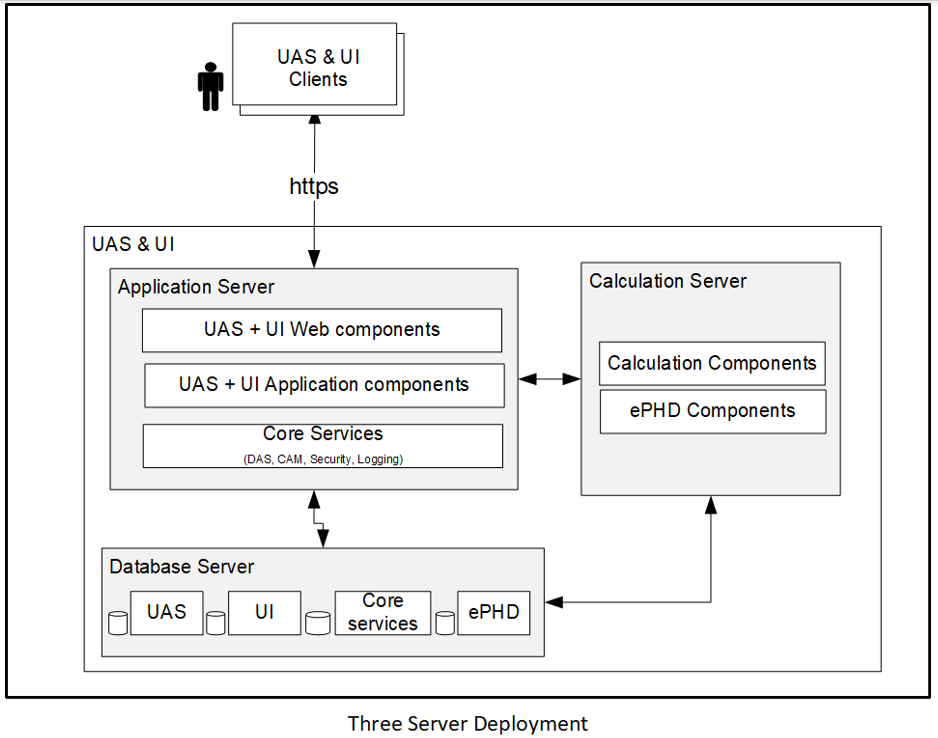 UAS & UI
Clients
https
UAS & UI
Application Server
UAS + UI Web components
UAS + UI Application components
Core Services
(DAS, CAM, Security, Logging)
Calculation Server
Calculation Components
ePHD Components
Database Server
UAS
UI
Core
services
ePHD
Three Server Deployment